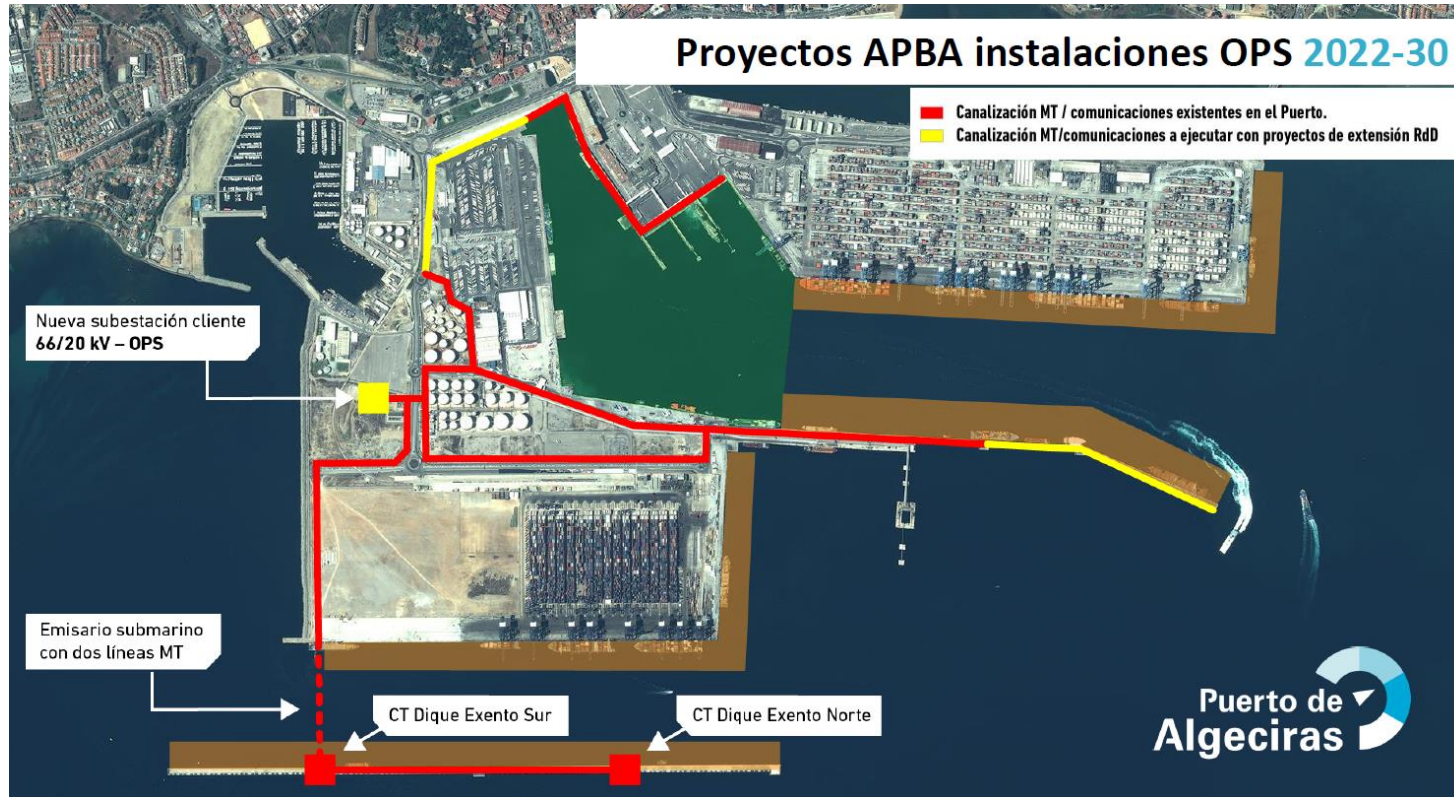 Proyectos APBA instalaciones OPS 2022-30
Canalización MT / comunicaciones existentes en el Puerto.
Canalización MT/comunicaciones a ejecutar con proyectos de extensión RdD
Nueva subestación cliente
66/20 kV – OPS
Emisario submarino
con dos líneas MT
CT Dique Exento Sur
CT Dique Exento Norte
Puerto de
Algeciras